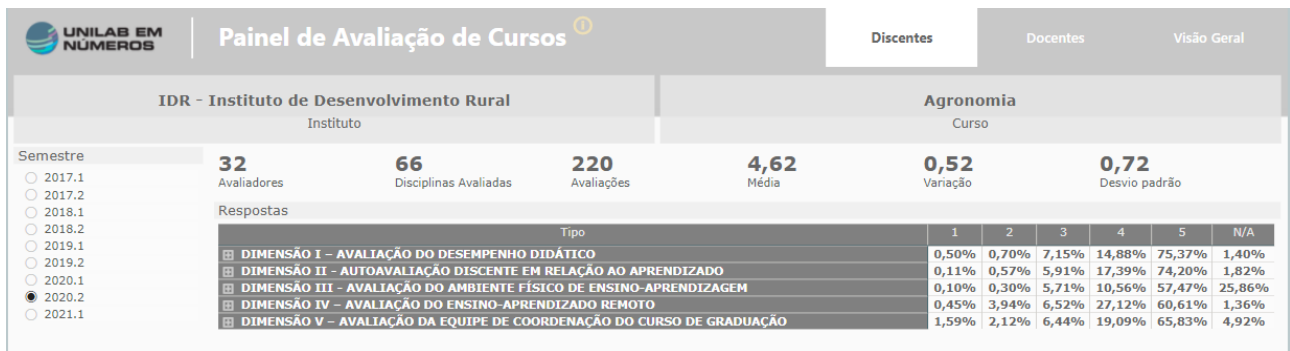 UNILAB EM
NÚMEROS
Painel de Avaliação de Cursos
Discentes
Docentes
Visão Geral
IDR - Instituto de Desenvolvimento Rural
Instituto
Agronomia
Curso
Semestre
2017.1
2017.2
2018.1
2018.2
2019.1
2019.2
2020.1
2020.2
2021.1
32 66 220 4,62 0,52 0,72
Avaliadores Disciplinas Avaliadas Avaliações Média Variação Desvio padrão
Respostas
Tipo 1 2 3 4 5 N/A
DIMENSÃO I – AVALIAÇÃO DO DESEMPENHO DIDÁTICO 0,50% 0,70% 7,15% 14,88% 75,37% 1,40%
DIMENSÃO II - AUTOAVALIAÇÃO DISCENTE EM RELAÇÃO AO APRENDIZADO 0,11% 0,57% 5,91% 17,39% 74,20% 1,82%
DIMENSÃO III - AVALIAÇÃO DO AMBIENTE FÍSICO DE ENSINO-APRENDIZAGEM 0,10% 0,30% 5,71% 10,56% 57,47% 25,86%
DIMENSÃO IV – AVALIAÇÃO DO ENSINO-APRENDIZADO REMOTO 0,45% 3,94% 6,52% 27,12% 60,61% 1,36%
DIMENSÃO V – AVALIAÇÃO DA EQUIPE DE COORDENAÇÃO DO CURSO DE GRADUAÇÃO 1,59% 2,12% 6,44% 19,09% 65,83% 4,92%